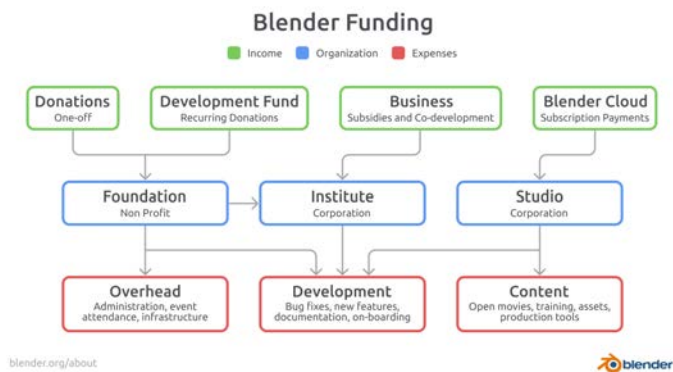 Blender Funding
Income Organization Expenses
Donations
One-off
Development Fund
Recurring Donations
Business
Subsidies and Co-development
Blender Cloud
Subscription Payments
Foundation
Non Profit
Institute
Corporation
Studio
Corporation
Overhead
Administration, event
attendance, infrastructure
Development
Bug fixes, new features,
documentation, on-boarding
Content
Open movies, training, assets,
production tools
blender.org/about
blender